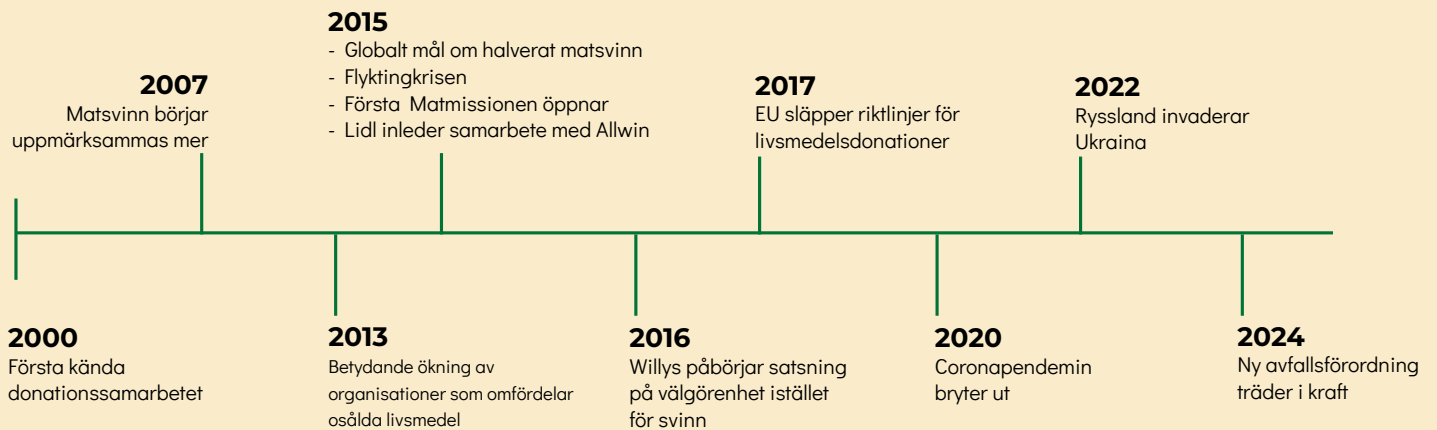 2015
- Globalt mål om halverat matsvinn
- Flyktingkrisen
- Första Matmissionen öppnar
- Lidl inleder samarbete med Allwin
2007
Matsvinn börjar
uppmärksammas mer
2017
EU släpper riktlinjer för
livsmedelsdonationer
2022
Ryssland invaderar
Ukraina
2000
Första kända
donationssamarbetet
2013
Betydande ökning av
organisationer som omfördelar
osålda livsmedel
2016
Willys påbörjar satsning
på välgörenhet istället
för svinn
2020
Coronapendemin
bryter ut
2024
Ny avfallsförordning
träder i kraft